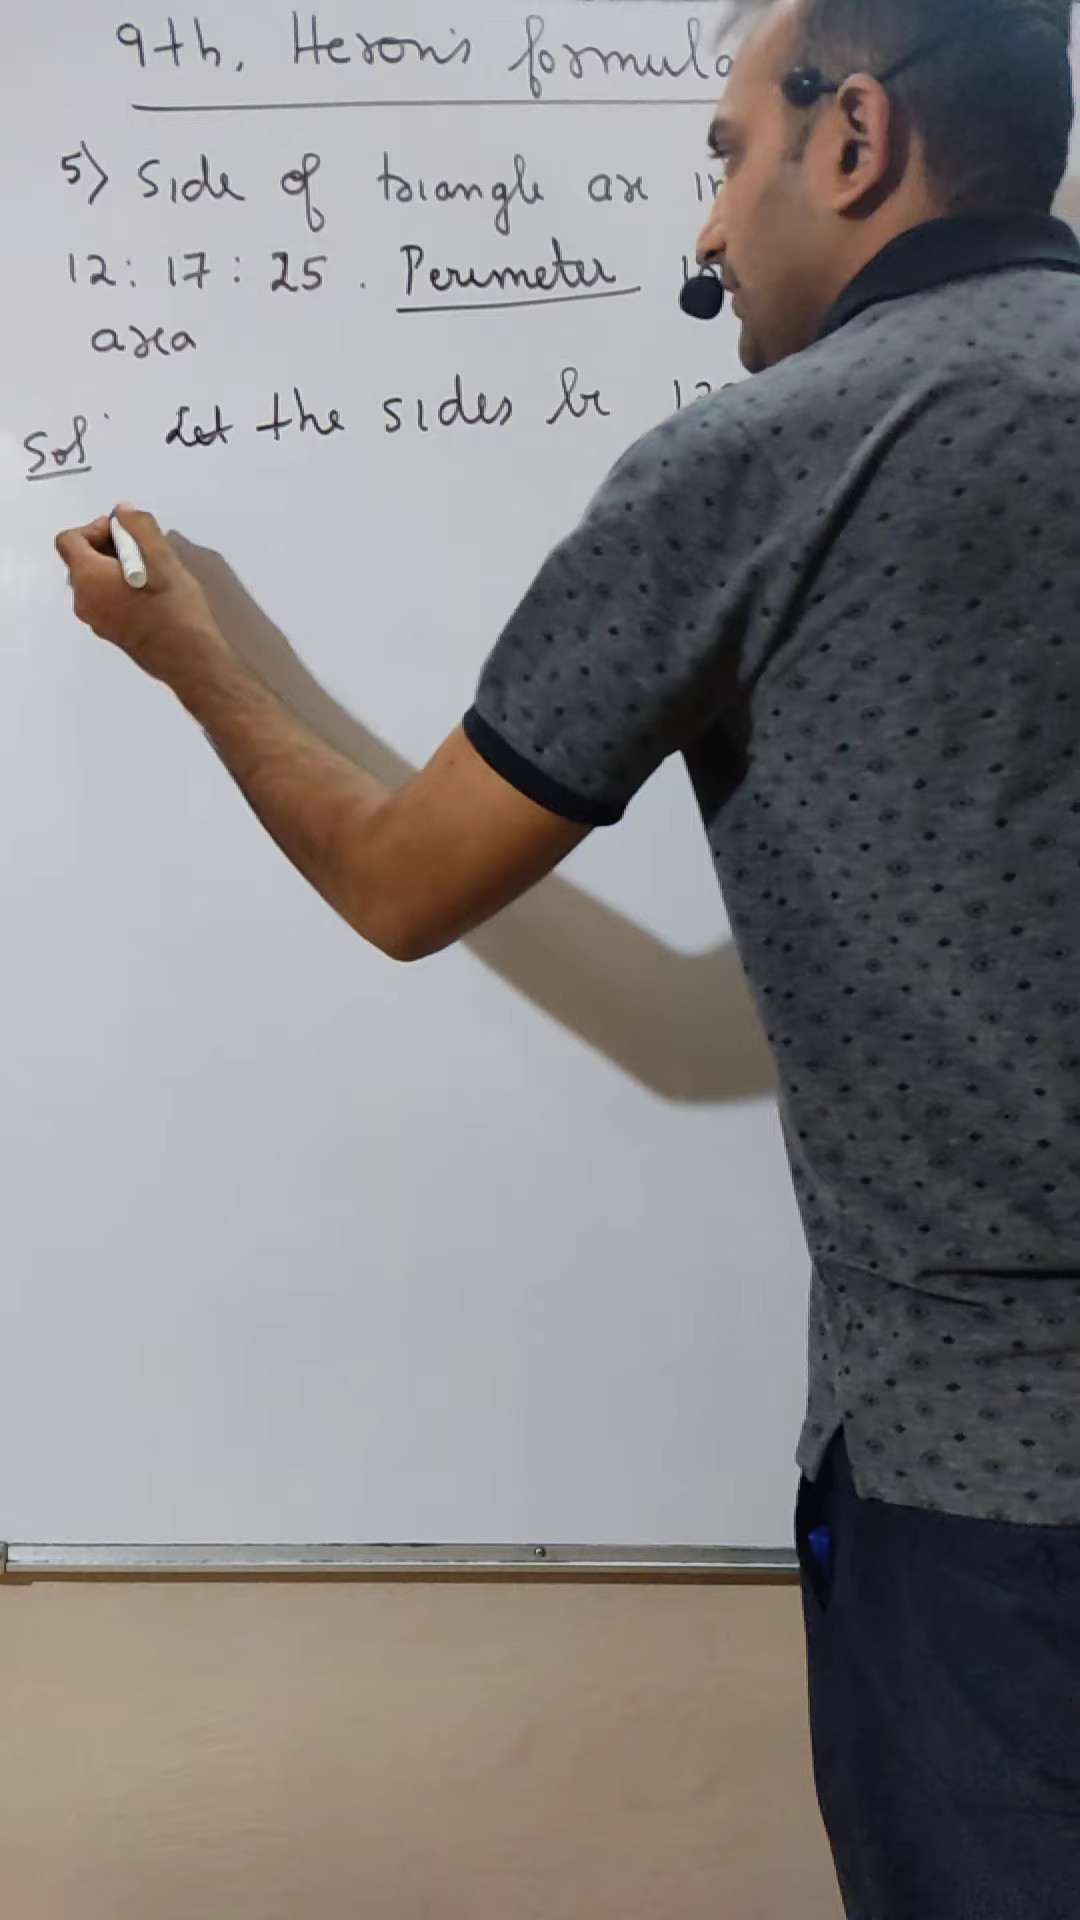 9th. Heron's formula
5) Side of triangle are in
12 : 17 : 25 . Perimeter
area
Sol. Let the sides be